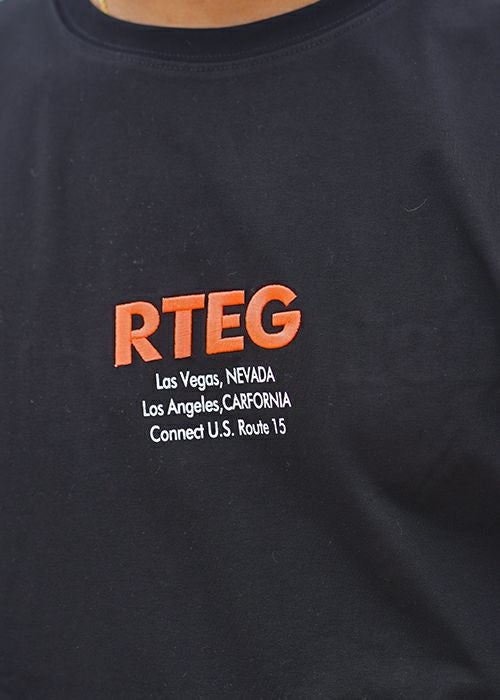 RTEG
Las Vegas, NEVADA
Los Angeles,CARFORNIA
Connect U.S. Route 15